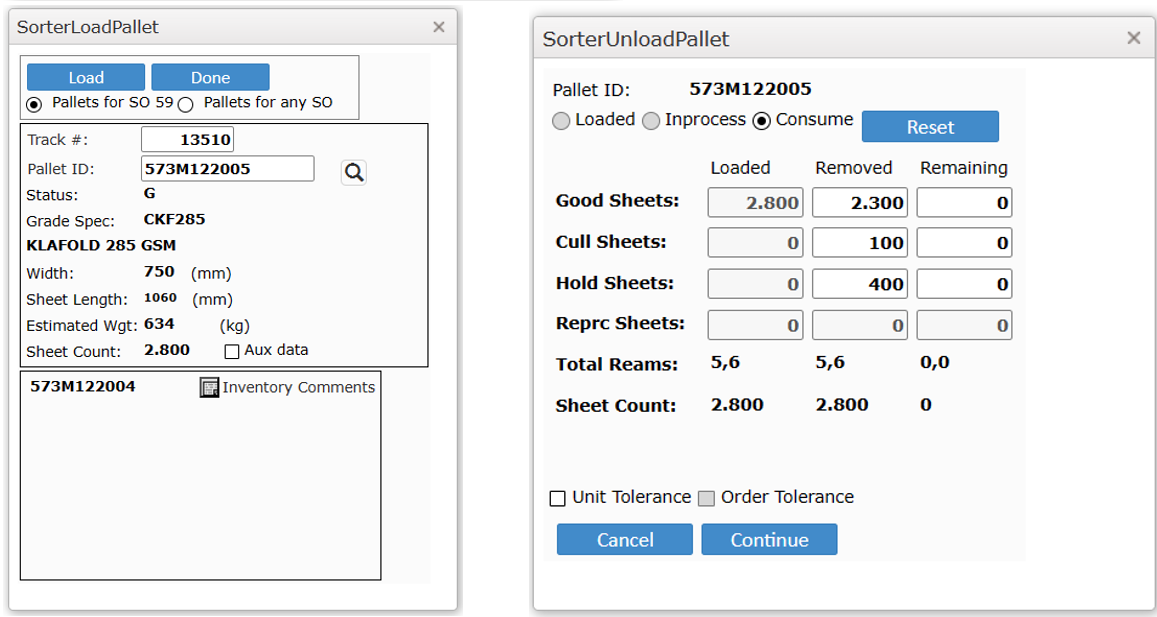 SorterLoadPallet
Load Done
Pallets for SO 59 Pallets for any SO
Track #: 13510
Pallet ID: 573M122005
Status: G
Grade Spec: CKF285
KLAFOLD 285 GSM
Width: 750 (mm)
Sheet Length: 1060 (mm)
Estimated Wgt: 634 (kg)
Sheet Count: 2.800 Aux data
573M122004 Inventory Comments
SorterUnloadPallet
Pallet ID: 573M122005
Loaded Inprocess Consume Reset
Loaded Removed Remaining
Good Sheets: 2.800 2.300 0
Cull Sheets: 0 100 0
Hold Sheets: 0 400 0
Reprc Sheets: 0 0 0
Total Reams: 5,6 5,6 0,0
Sheet Count: 2.800 2.800 0
Unit Tolerance Order Tolerance
Cancel Continue